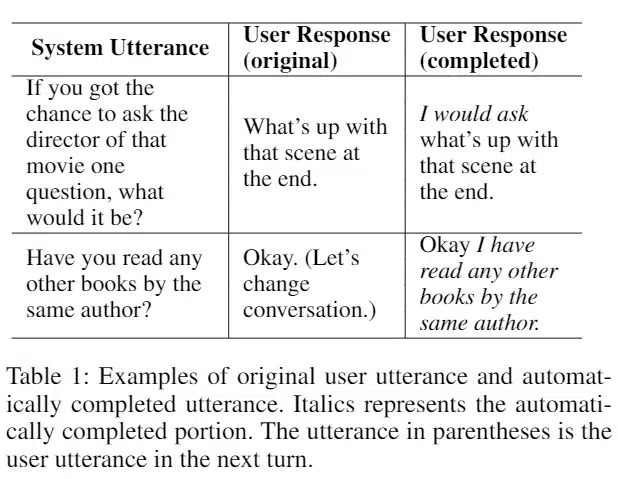 System Utterance
User Response
(original)
User Response
(completed)
If you got the
chance to ask the
director of that
movie one
question, what
would it be?
What's up with
that scene at
the end.
I would ask
what's up with
that scene at
the end.
Have you read any
other books by the
same author?
Okay. (Let's
change
conversation.)
Okay I have
read any other
books by the
same author.
Table 1: Examples of original user utterance and automat-
ically completed utterance. Italics represents the automati-
cally completed portion. The utterance in parentheses is the
user utterance in the next turn.